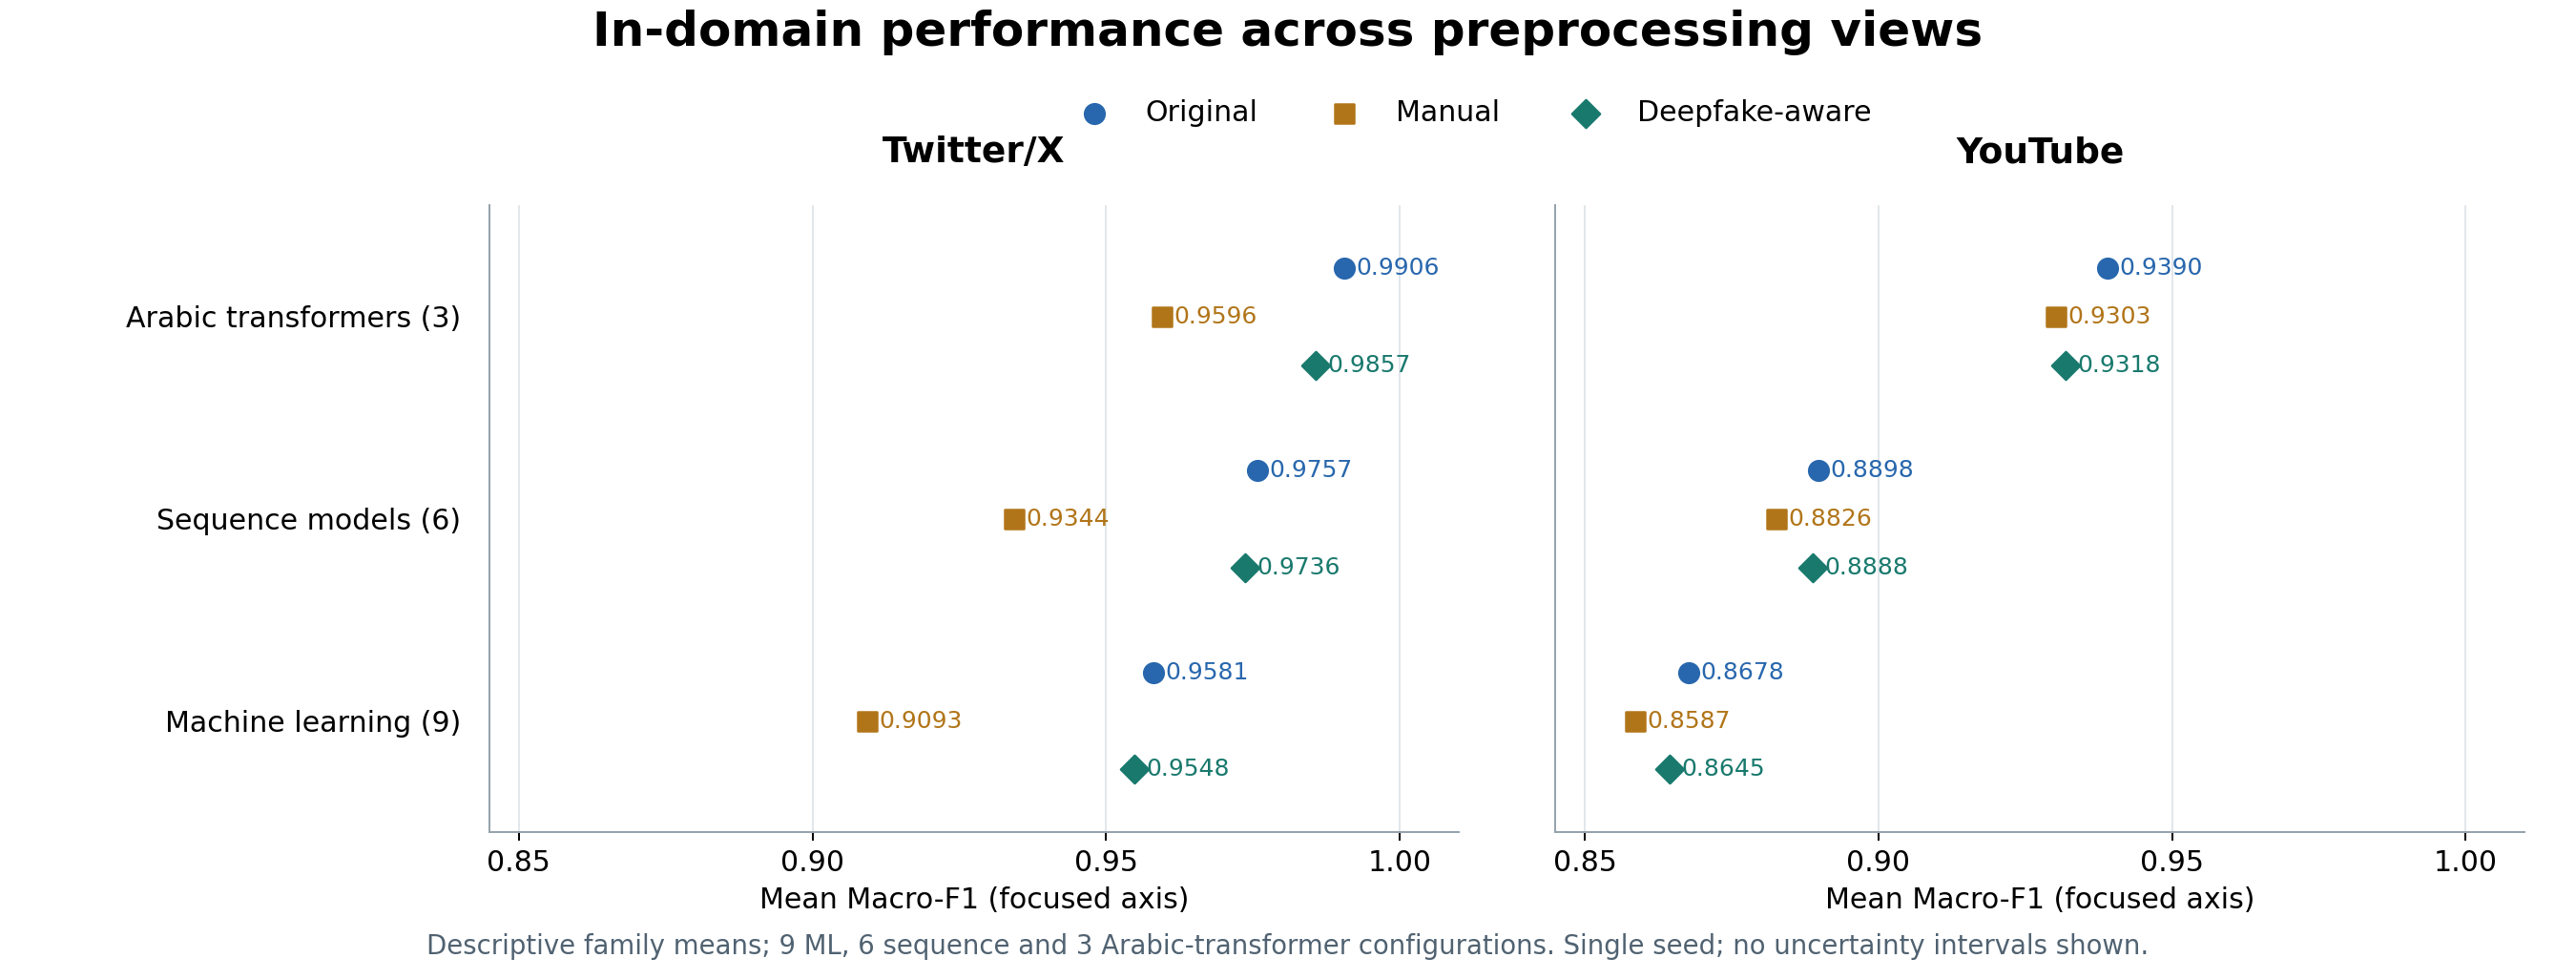 In-domain performance across preprocessing views
Original Manual Deepfake-aware
Twitter/X YouTube
0.9906 0.9390
Arabic transformers (3) 0.9596 0.9303
0.9857 0.9318
0.9757 0.8898
Sequence models (6) 0.9344 0.8826
0.9736 0.8888
0.9581 0.8678
Machine learning (9) 0.9093 0.8587
0.9548 0.8645
0.85 0.90 0.95 1.00 0.85 0.90 0.95 1.00
Mean Macro-F1 (focused axis) Mean Macro-F1 (focused axis)
Descriptive family means; 9 ML, 6 sequence and 3 Arabic-transformer configurations. Single seed; no uncertainty intervals shown.